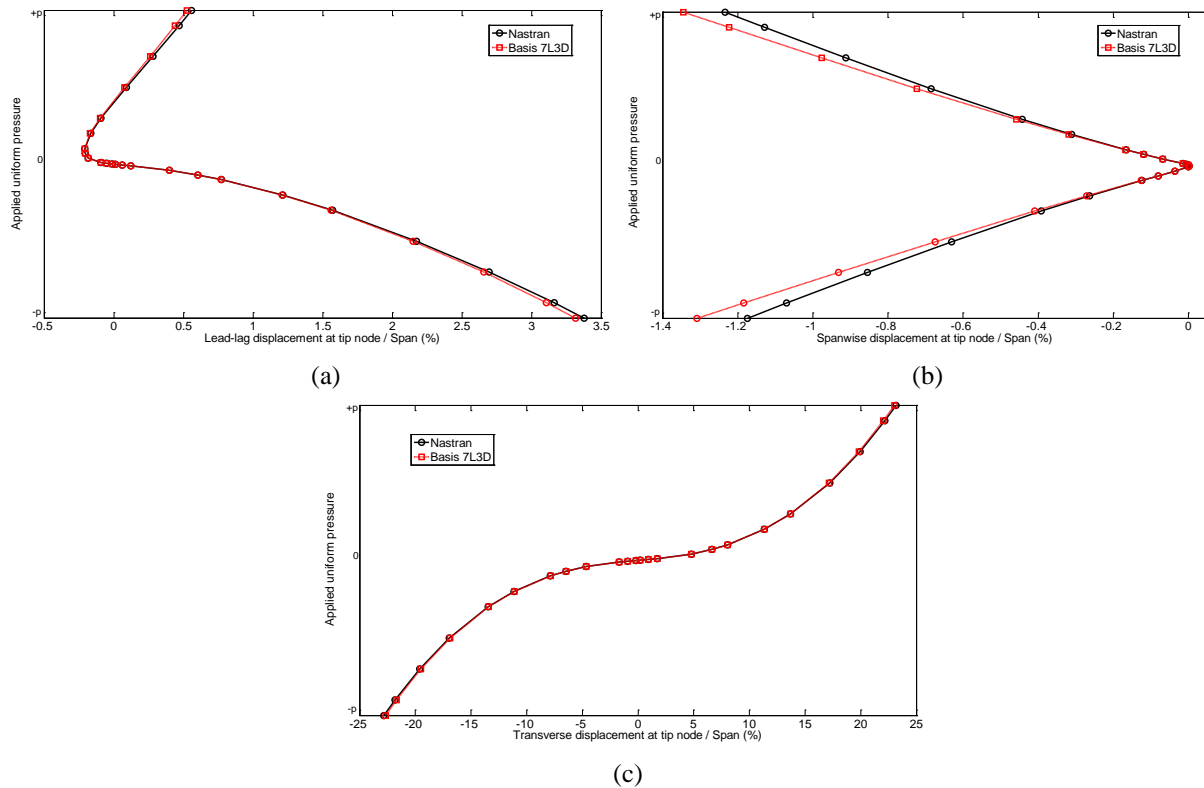 +p
Applied uniform pressure
0
-p
Nastran
Basis 7L3D
-0.5 0 0.5 1 1.5 2 2.5 3 3.5
Lead-lag displacement at tip node / Span (%)
(a)
+p
Applied uniform pressure
0
-p
Nastran
Basis 7L3D
-1.4 -1.2 -1 -0.8 -0.6 -0.4 -0.2 0
Spanwise displacement at tip node / Span (%)
(b)
+p
Applied uniform pressure
0
-p
Nastran
Basis 7L3D
-25 -20 -15 -10 -5 0 5 10 15 20 25
Transverse displacement at tip node / Span (%)
(c)